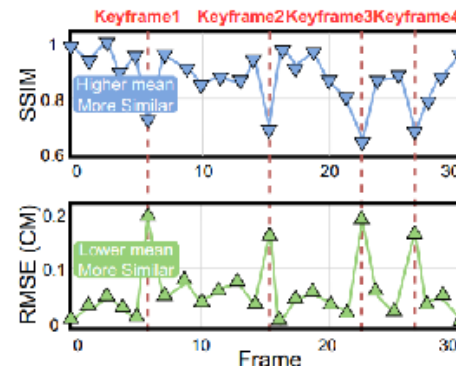 Keyframe1 Keyframe2 Keyframe3 Keyframe4
SSIM
1
0.8
0.6
Higher mean
More Similar
0 10 20 30
RMSE (CM)
0.2
0.1
0
Lower mean
More Similar
0 10 20 30
Frame